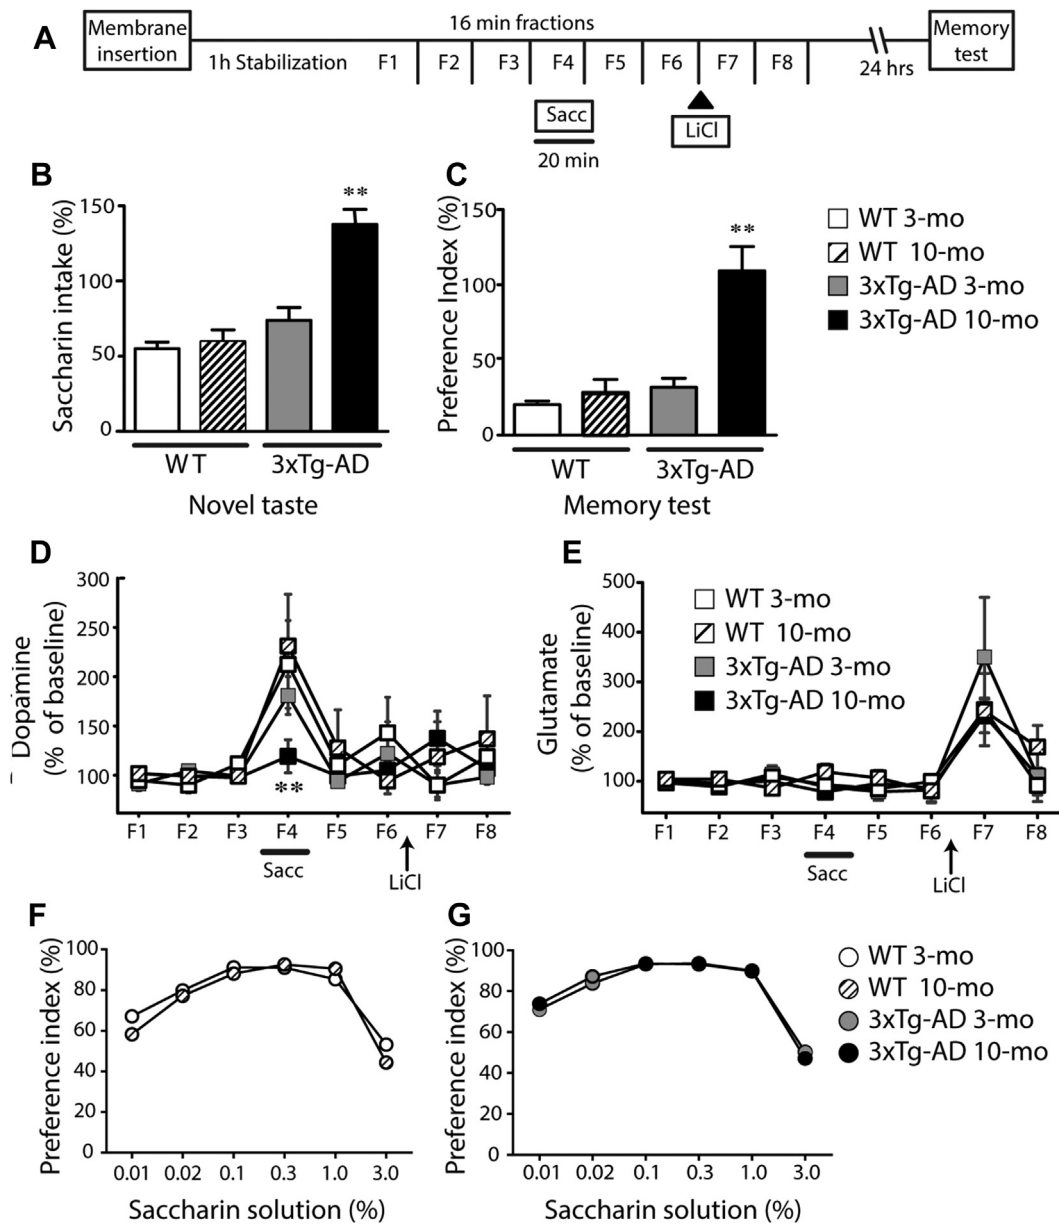 A
Membrane
insertion
16 min fractions
1h Stabilization F1 F2 F3 F4 F5 F6 F7 F8
24 hrs
Memory
test
Sacc
20 min
LiCl
B
Saccharin intake (%)
150
100
50
0
**
WT 3xTg-AD
Novel taste
C
Preference Index (%)
150
100
50
0
**
WT 3xTg-AD
Memory test
WT 3-mo
WT 10-mo
3xTg-AD 3-mo
3xTg-AD 10-mo
D
Dopamine
(% of baseline)
300
250
200
150
100
**
F1 F2 F3 F4 F5 F6 F7 F8
Sacc
LiCl
E
Glutamate
(% of baseline)
500
400
300
200
100
WT 3-mo
WT 10-mo
3xTg-AD 3-mo
3xTg-AD 10-mo
F1 F2 F3 F4 F5 F6 F7 F8
Sacc
LiCl
F
Preference index (%)
100
80
60
40
20
0
0.01 0.02 0.1 0.3 1.0 3.0
Saccharin solution (%)
G
Preference index (%)
100
80
60
40
20
0
0.01 0.02 0.1 0.3 1.0 3.0
Saccharin solution (%)
WT 3-mo
WT 10-mo
3xTg-AD 3-mo
3xTg-AD 10-mo